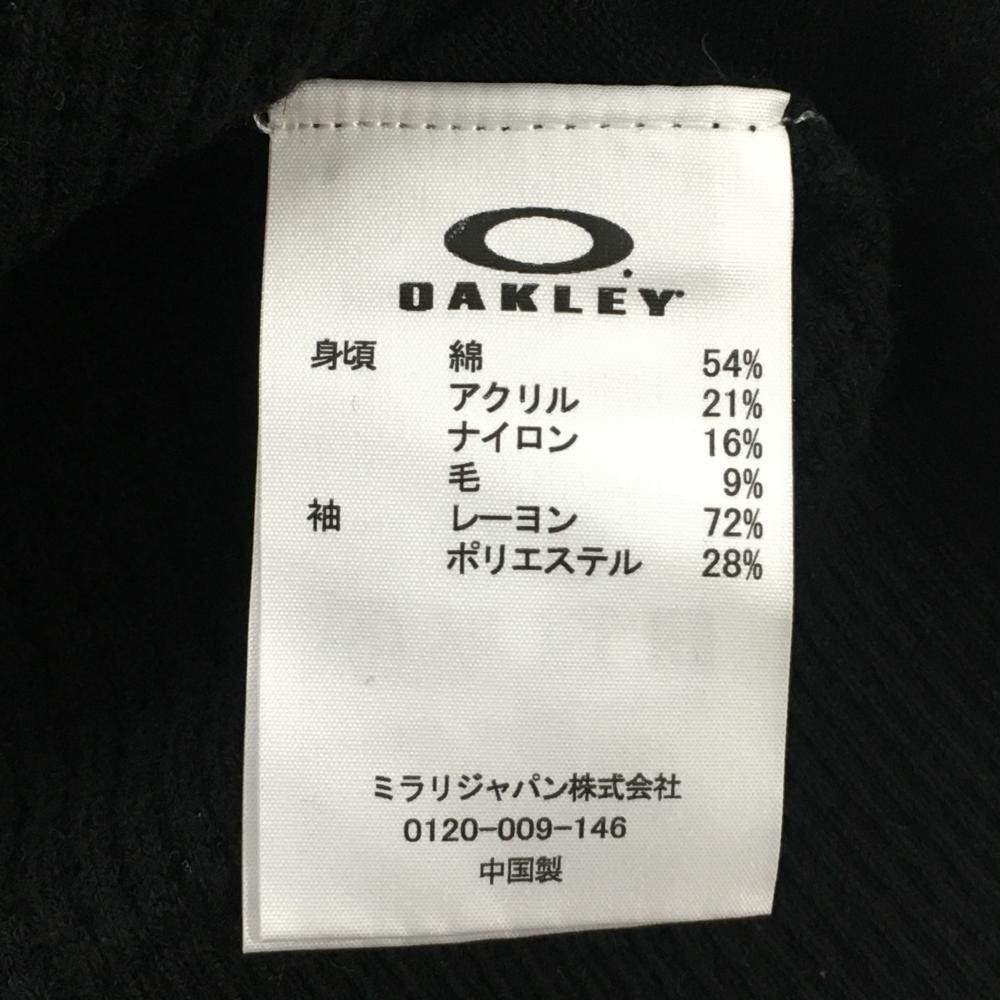 OAKLEY
身頃 綿 54%
アクリル 21%
ナイロン 16%
毛 9%
袖 レーヨン 72%
ポリエステル 28%
ミラリジャパン株式会社
0120-009-146
中国製